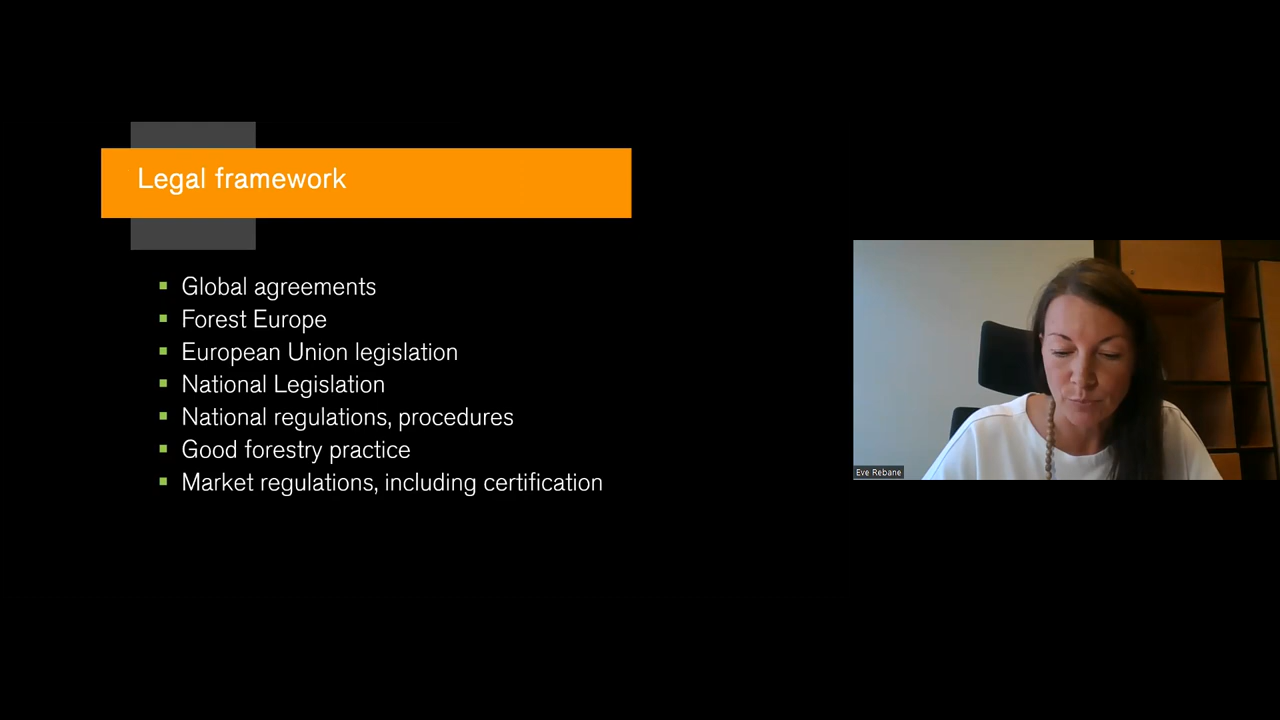 Legal framework
Global agreements
Forest Europe
European Union legislation
National Legislation
National regulations, procedures
Good forestry practice
Market regulations, including certification
Eve Rebane